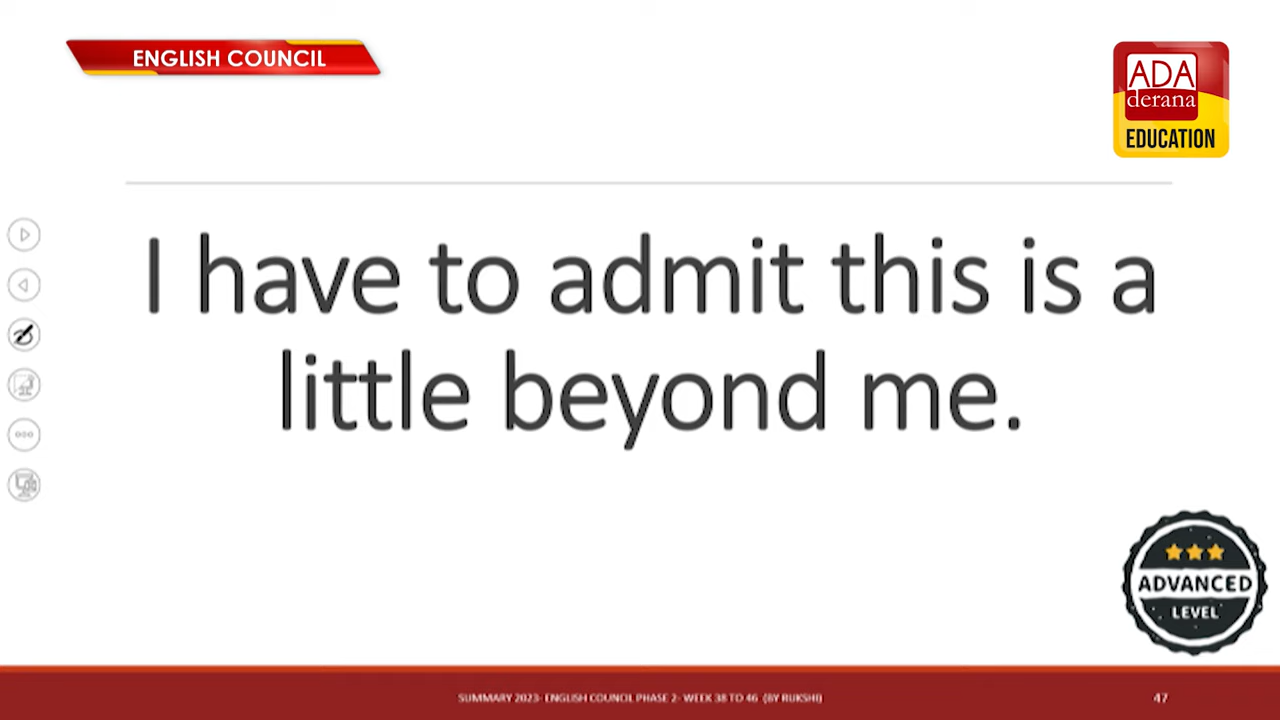 ENGLISH COUNCIL
ADA
derana
EDUCATION
I have to admit this is a
little beyond me.
ADVANCED
LEVEL
SUMMARY 2023- ENGLISH COUNCIL PHASE 2- WEEK 38 TO 46 (BY RUKSHI)
47